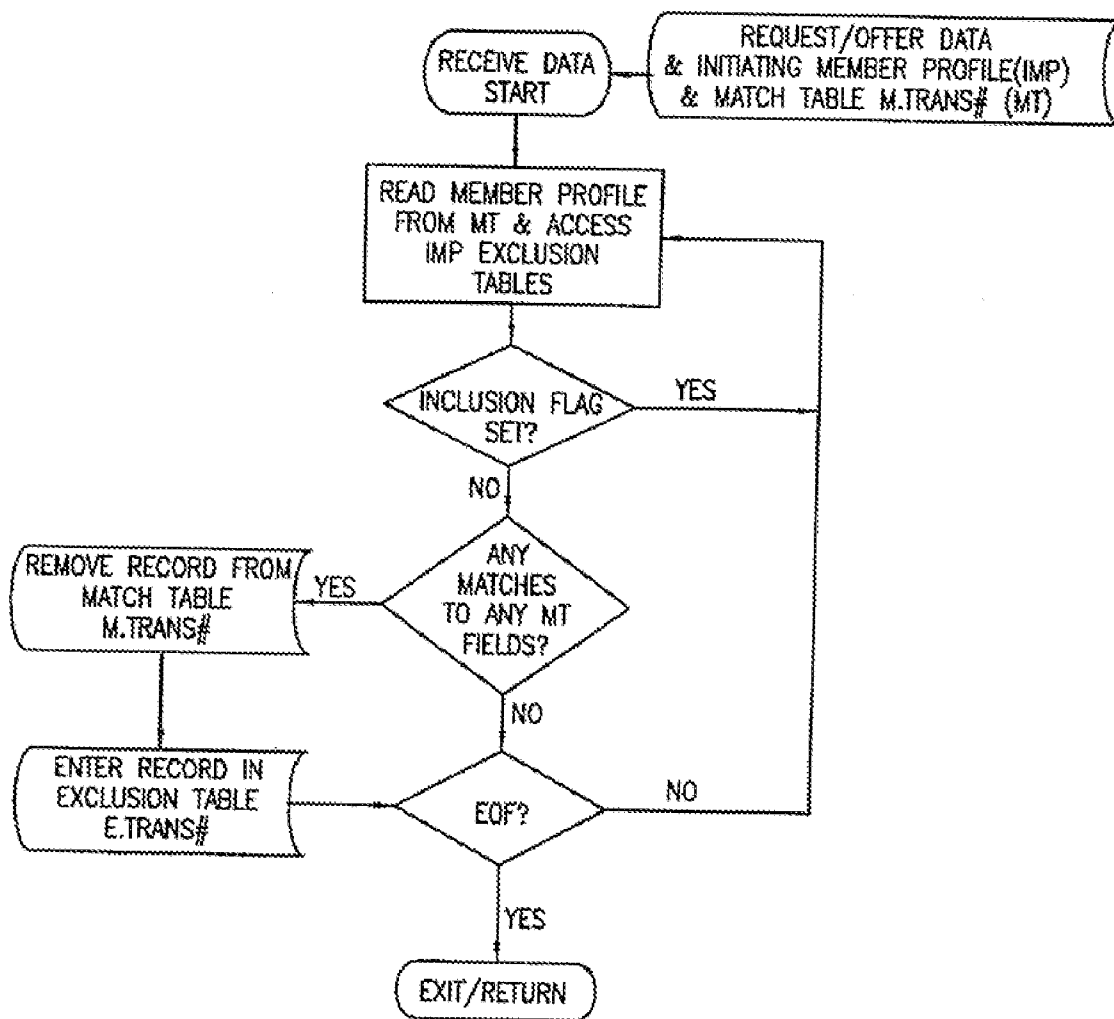 RECEIVE DATA
START
REQUEST/OFFER DATA
& INITIATING MEMBER PROFILE(IMP)
& MATCH TABLE M.TRANS# (MT)
READ MEMBER PROFILE
FROM MT & ACCESS
IMP EXCLUSION
TABLES
INCLUSION FLAG
SET?
YES
NO
ANY
MATCHES
TO ANY MT
FIELDS?
YES
REMOVE RECORD FROM
MATCH TABLE
M.TRANS#
NO
ENTER RECORD IN
EXCLUSION TABLE
E.TRANS#
EOF?
NO
YES
EXIT/RETURN